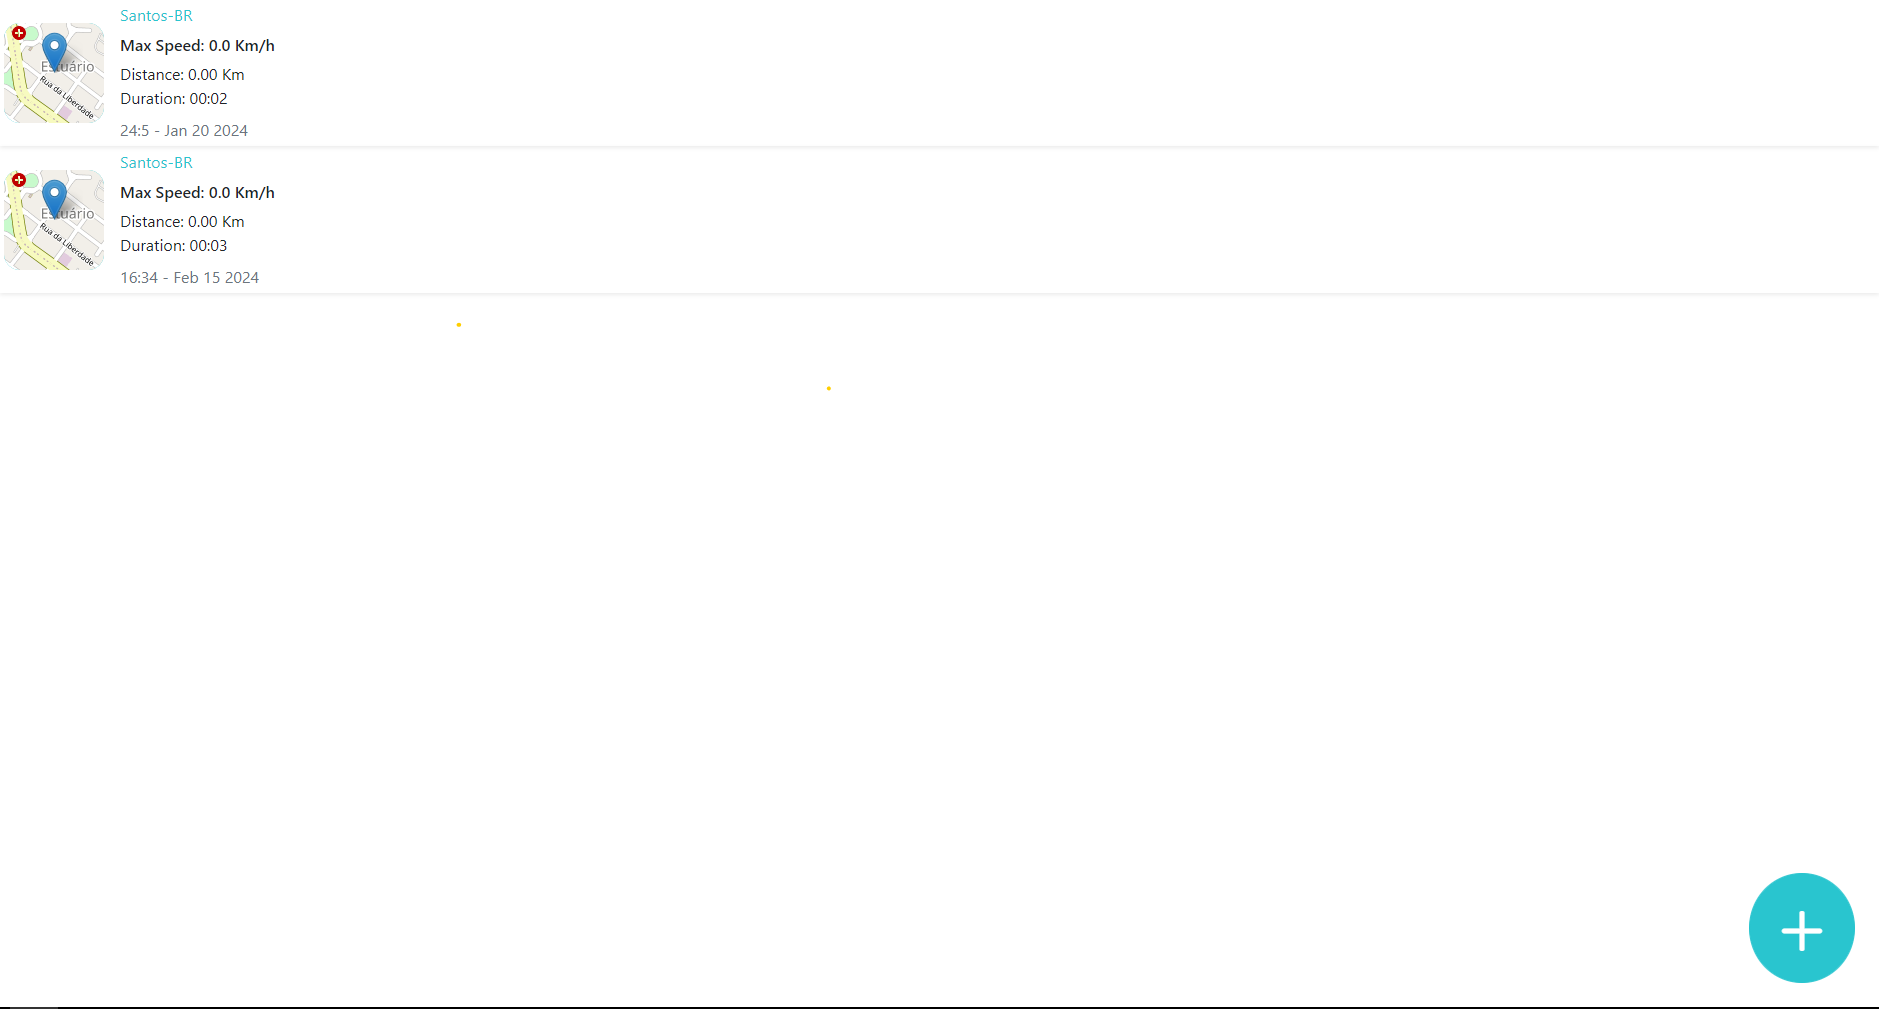 Santos-BR
Max Speed: 0.0 Km/h
Estuário
Distance: 0.00 Km
Rua da Liberdade
Duration: 00:02
24:5 - Jan 20 2024
Santos-BR
Max Speed: 0.0 Km/h
Estuário
Distance: 0.00 Km
Rua da Liberdade
Duration: 00:03
16:34 - Feb 15 2024